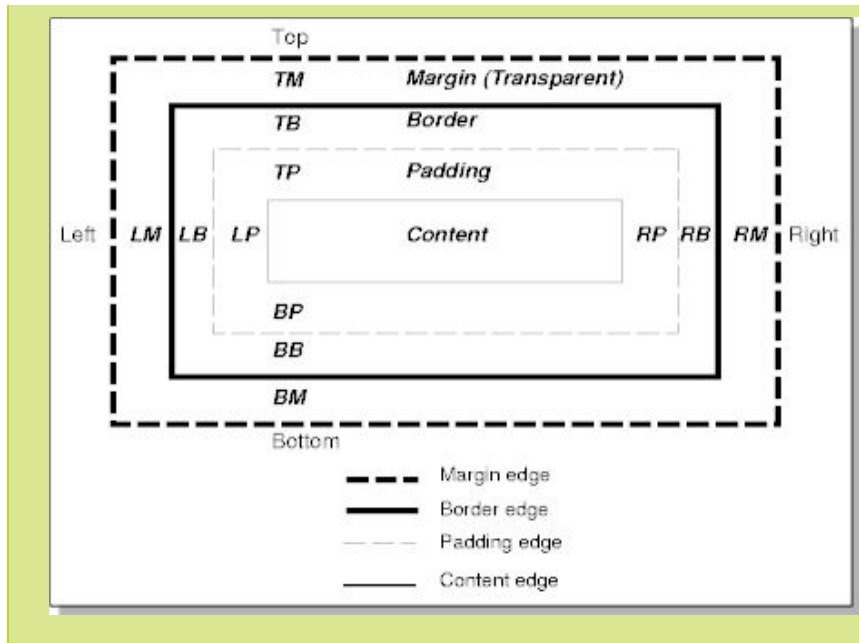 Top
TM Margin (Transparent)
TB Border
TP Padding
Left LM LB LP Content RP RB RM Right
BP
BB
BM
Bottom
Margin edge
Border edge
Padding edge
Content edge